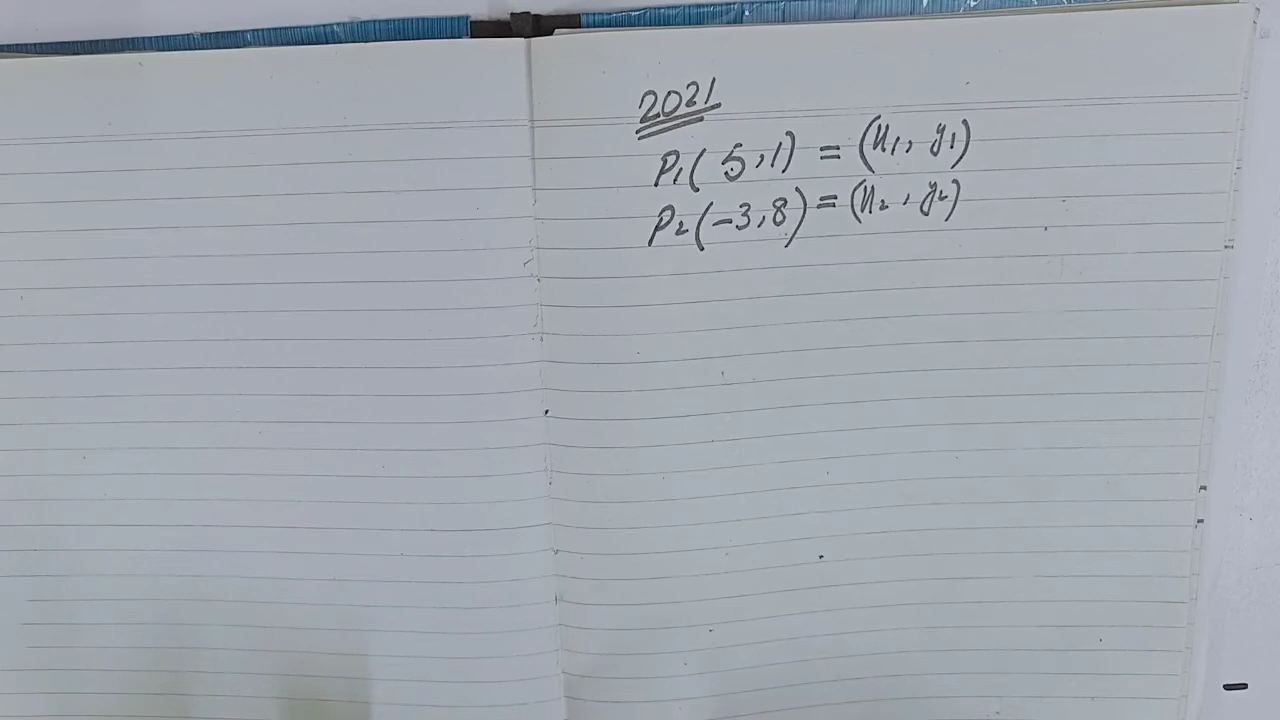 2021
P₁(5,1) = (x₁, y₁)
P₂(-3,8) = (x₂, y₂)